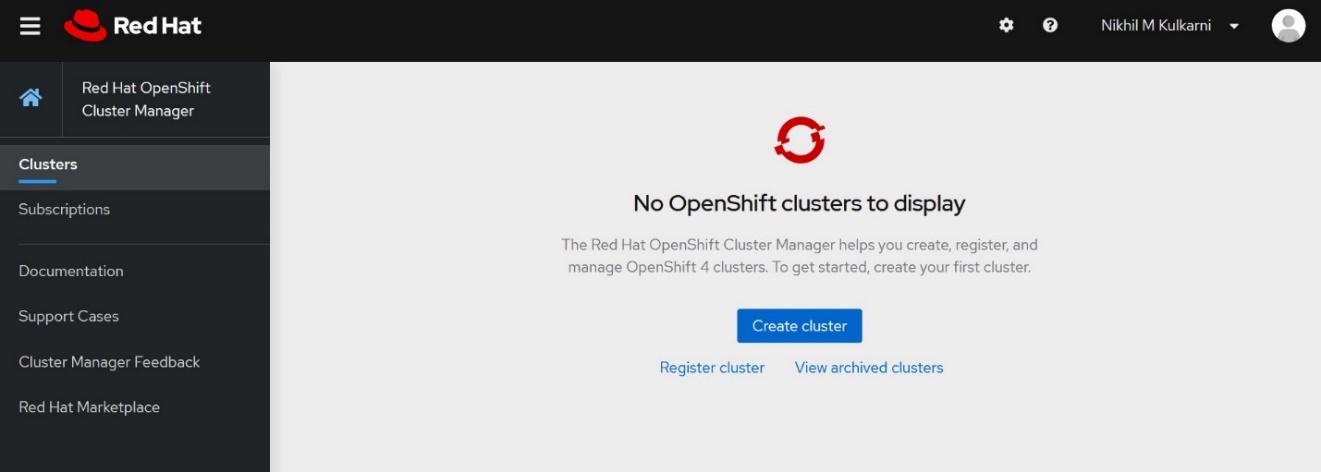 Red Hat
Nikhil M Kulkarni
Red Hat OpenShift
Cluster Manager
Clusters
Subscriptions
Documentation
Support Cases
Cluster Manager Feedback
Red Hat Marketplace
No OpenShift clusters to display
The Red Hat OpenShift Cluster Manager helps you create, register, and
manage OpenShift 4 clusters. To get started, create your first cluster.
Create cluster
Register cluster View archived clusters